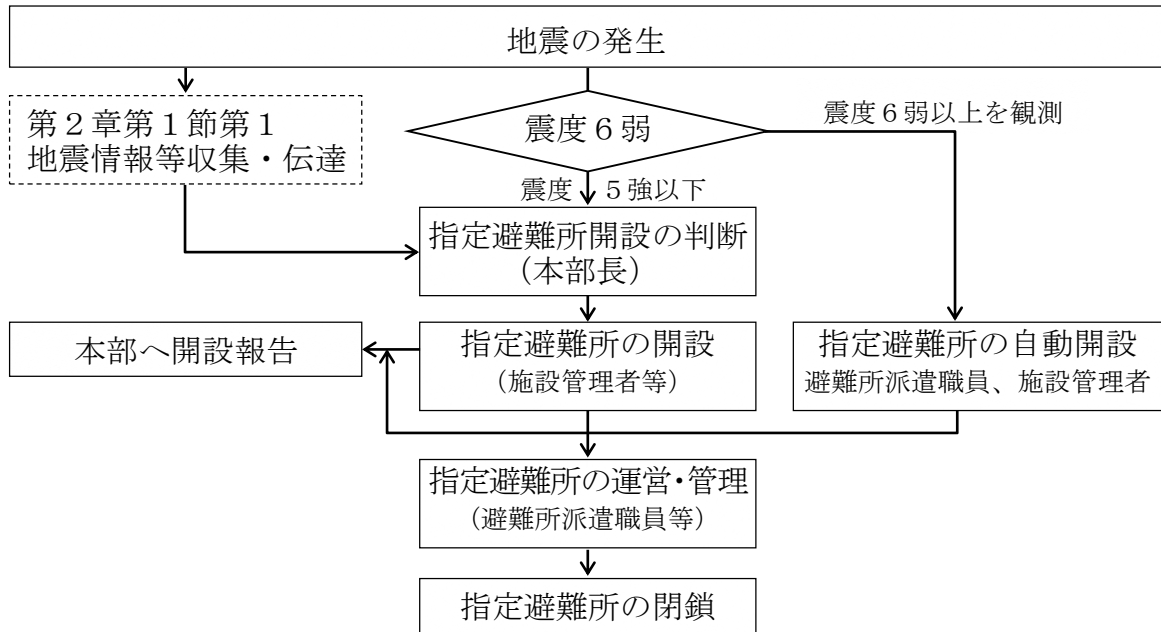 地震の発生
第２章第１節第１
地震情報等収集・伝達
震度６弱
震度６弱以上を観測
震度　５強以下
指定避難所開設の判断
（本部長）
本部へ開設報告
指定避難所の開設
（施設管理者等）
指定避難所の自動開設
避難所派遣職員、施設管理者
指定避難所の運営・管理
（避難所派遣職員等）
指定避難所の閉鎖